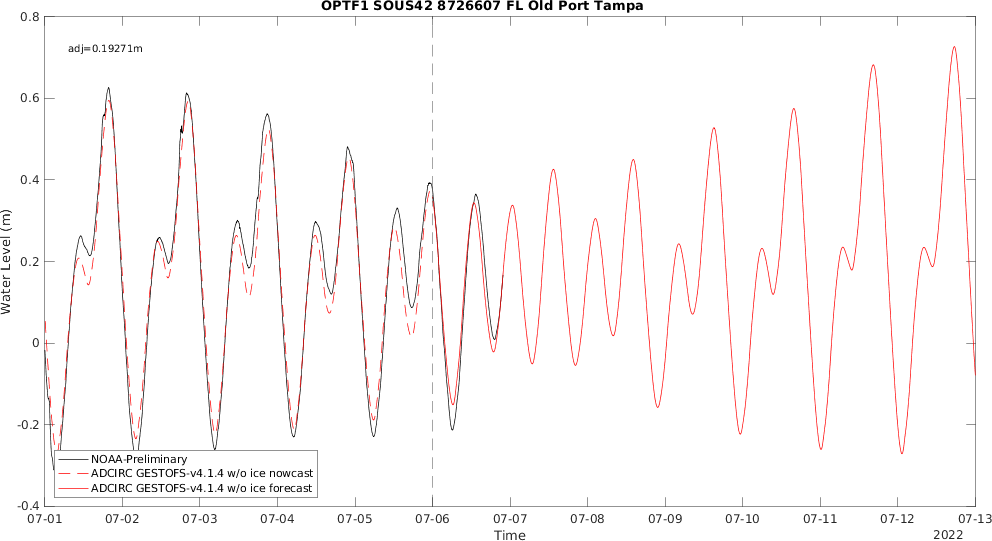 OPTF1 SOUS42 8726607 FL Old Port Tampa
adj=0.19271m
0.8
0.6
0.4
0.2
0
-0.2
-0.4
Water Level (m)
NOAA-Preliminary
ADCIRC GESTOFS-v4.1.4 w/o ice nowcast
ADCIRC GESTOFS-v4.1.4 w/o ice forecast
07-01 07-02 07-03 07-04 07-05 07-06 07-07 07-08 07-09 07-10 07-11 07-12 07-13
Time
2022